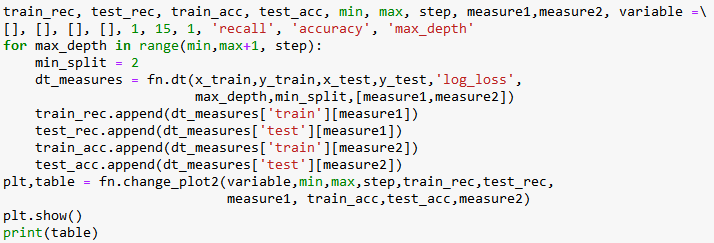 train_rec, test_rec, train_acc, test_acc, min, max, step, measure1,measure2, variable =\
[], [], [], [], 1, 15, 1, 'recall', 'accuracy', 'max_depth'
for max_depth in range(min,max+1, step):
    min_split = 2
    dt_measures = fn.dt(x_train,y_train,x_test,y_test,'log_loss',
                        max_depth,min_split,[measure1,measure2])
    train_rec.append(dt_measures['train'][measure1])
    test_rec.append(dt_measures['test'][measure1])
    train_acc.append(dt_measures['train'][measure2])
    test_acc.append(dt_measures['test'][measure2])
plt,table = fn.change_plot2(variable,min,max,step,train_rec,test_rec,
                            measure1, train_acc,test_acc,measure2)
plt.show()
print(table)